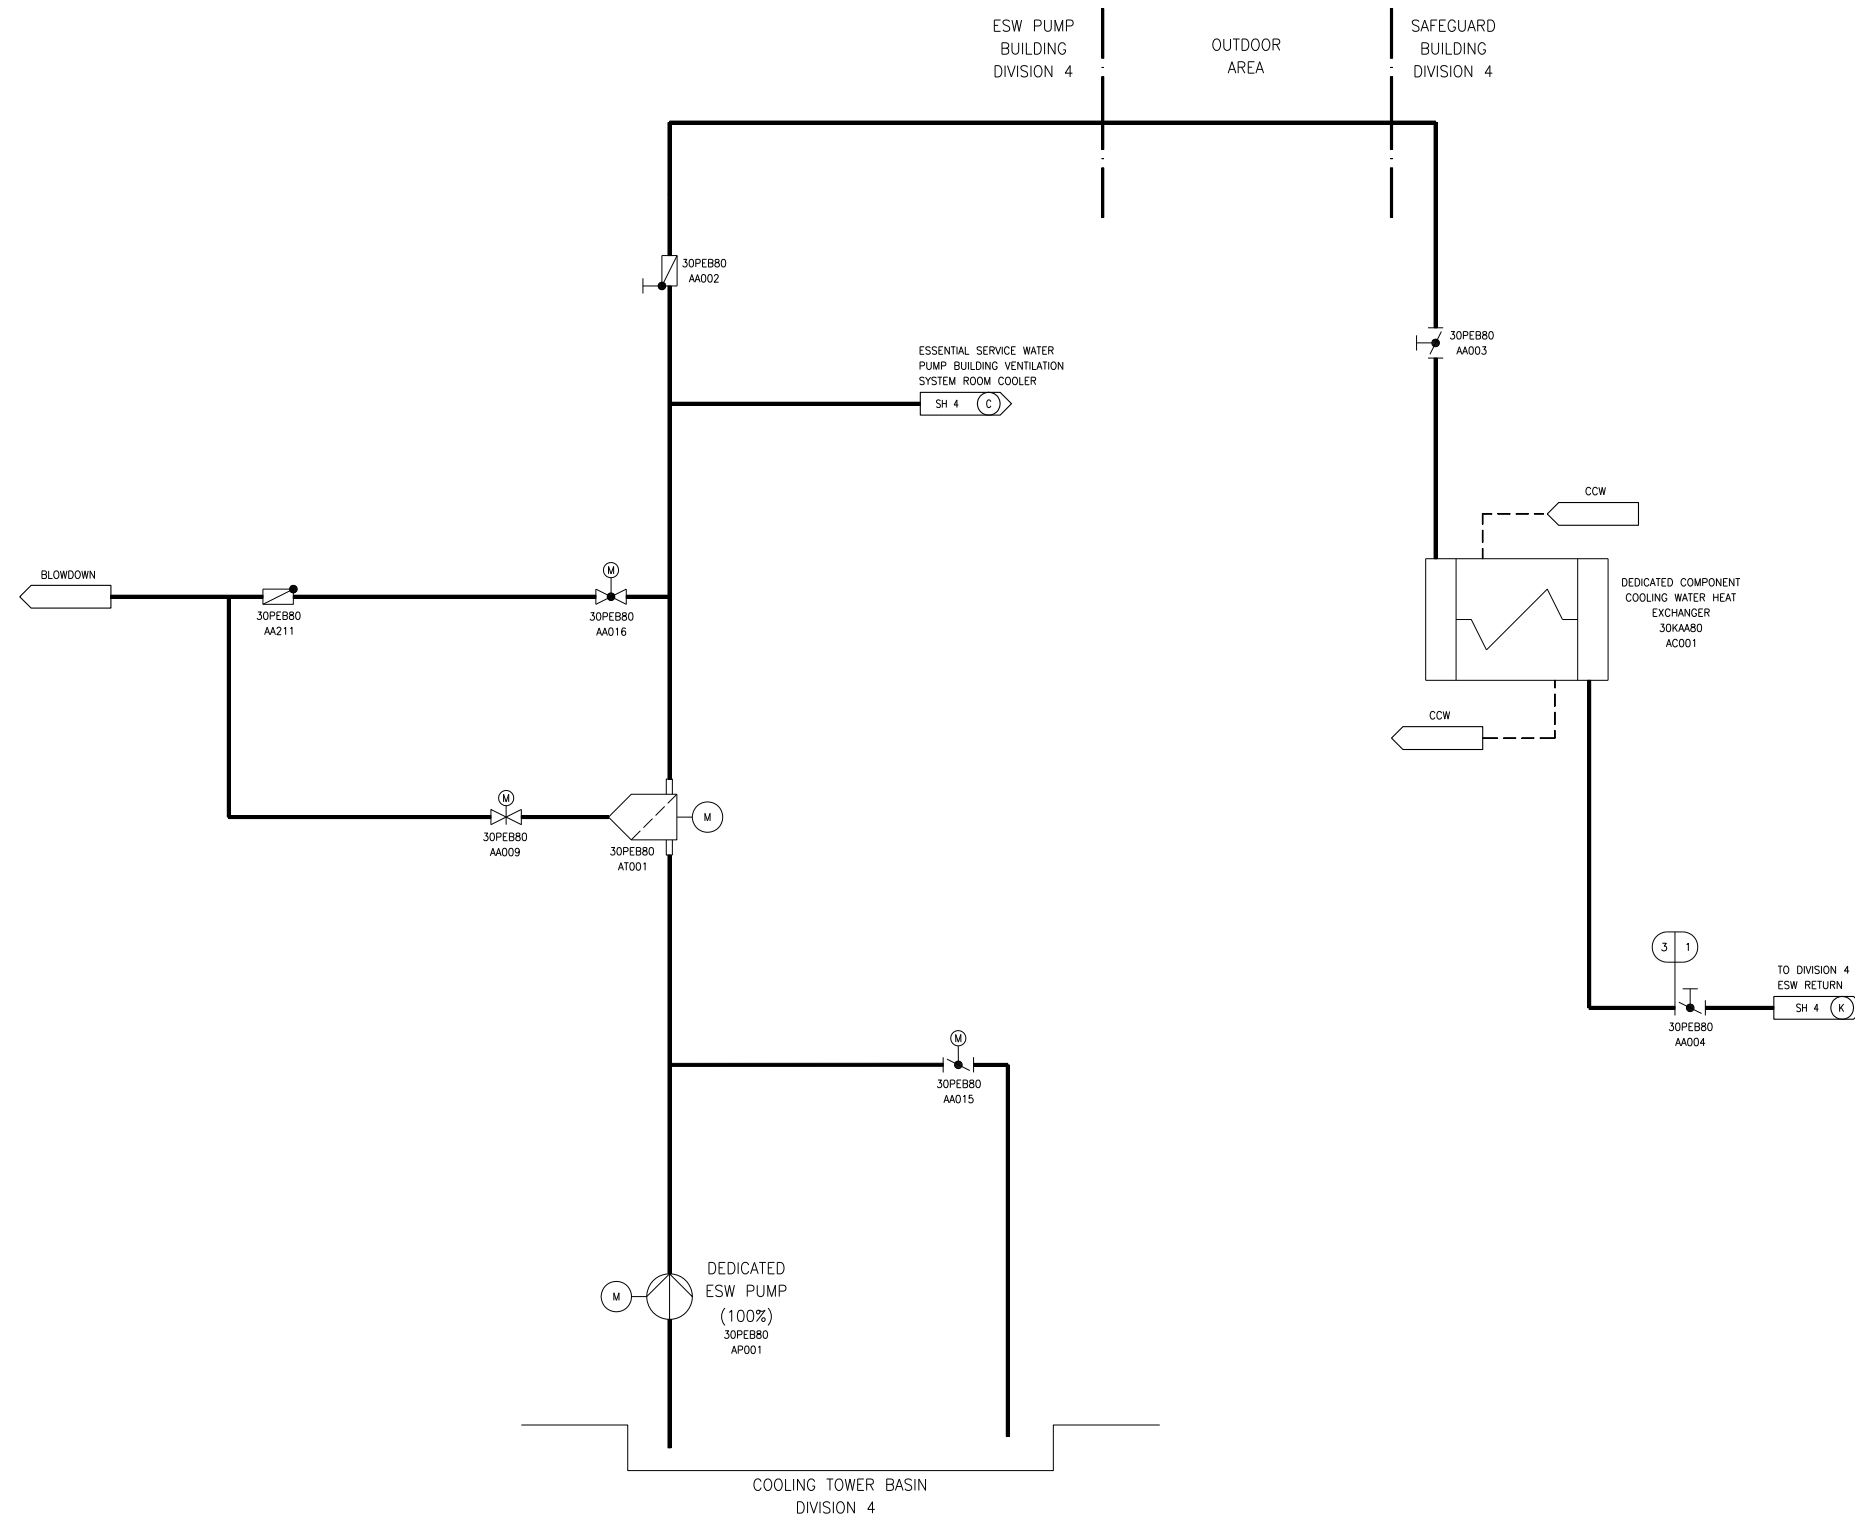 ESW PUMP
BUILDING
DIVISION 4
OUTDOOR
AREA
SAFEGUARD
BUILDING
DIVISION 4
30PEB80
AA002
30PEB80
AA003
ESSENTIAL SERVICE WATER
PUMP BUILDING VENTILATION
SYSTEM ROOM COOLER
SH 4 C
CCW
BLOWDOWN
M
30PEB80
AA211
30PEB80
AA016
DEDICATED COMPONENT
COOLING WATER HEAT
EXCHANGER
30KAA80
AC001
CCW
M
M
30PEB80
AA009
30PEB80
AT001
3 1
TO DIVISION 4
ESW RETURN
SH 4 K
30PEB80
AA004
M
30PEB80
AA015
M
DEDICATED
ESW PUMP
(100%)
30PEB80
AP001
COOLING TOWER BASIN
DIVISION 4